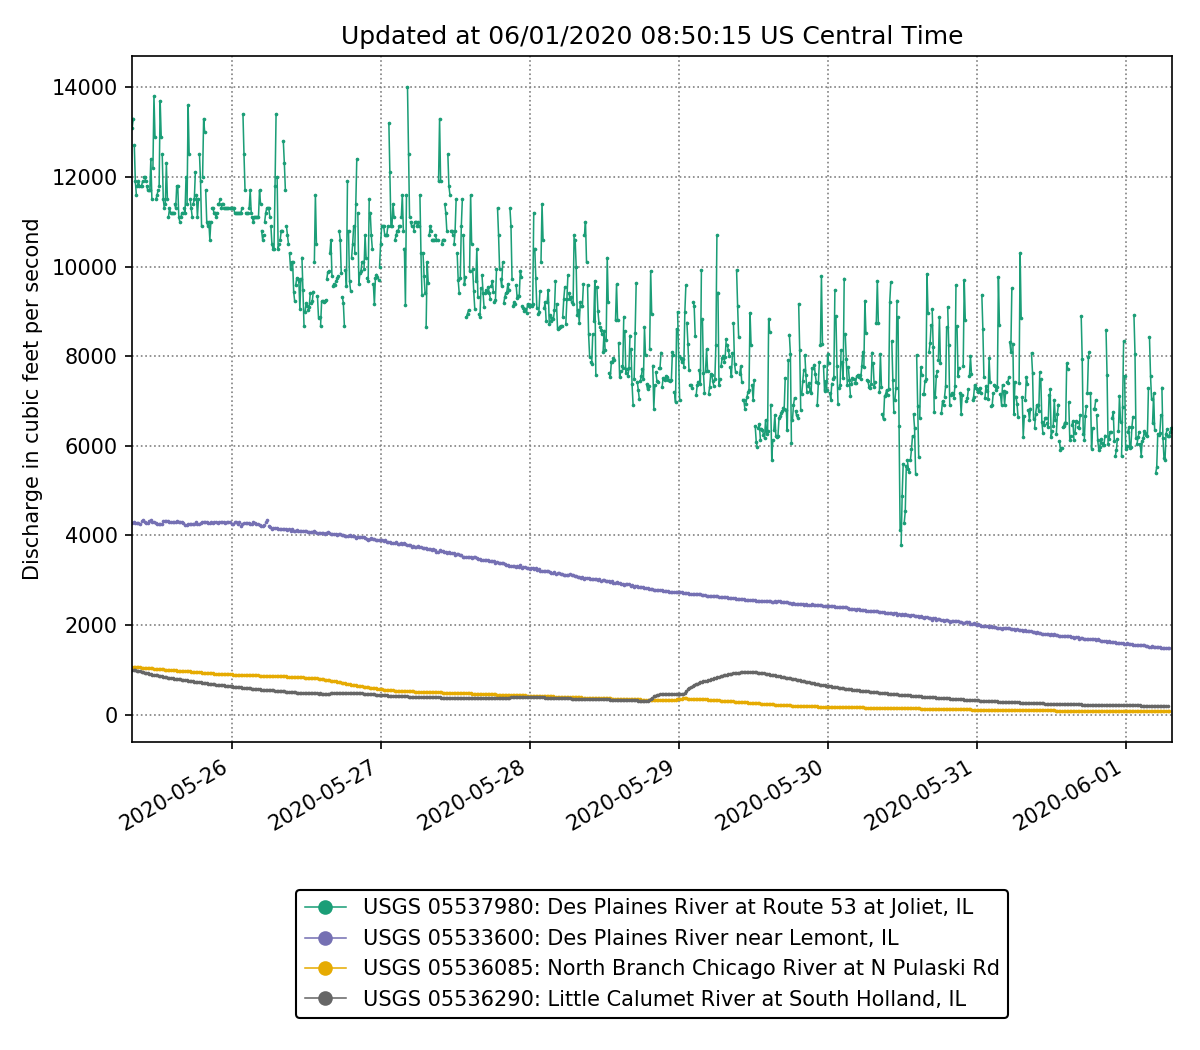 Updated at 06/01/2020 08:50:15 US Central Time
Discharge in cubic feet per second
14000
12000
10000
8000
6000
4000
2000
0
2020-05-26
2020-05-27
2020-05-28
2020-05-29
2020-05-30
2020-05-31
2020-06-01
USGS 05537980: Des Plaines River at Route 53 at Joliet, IL
USGS 05533600: Des Plaines River near Lemont, IL
USGS 05536085: North Branch Chicago River at N Pulaski Rd
USGS 05536290: Little Calumet River at South Holland, IL